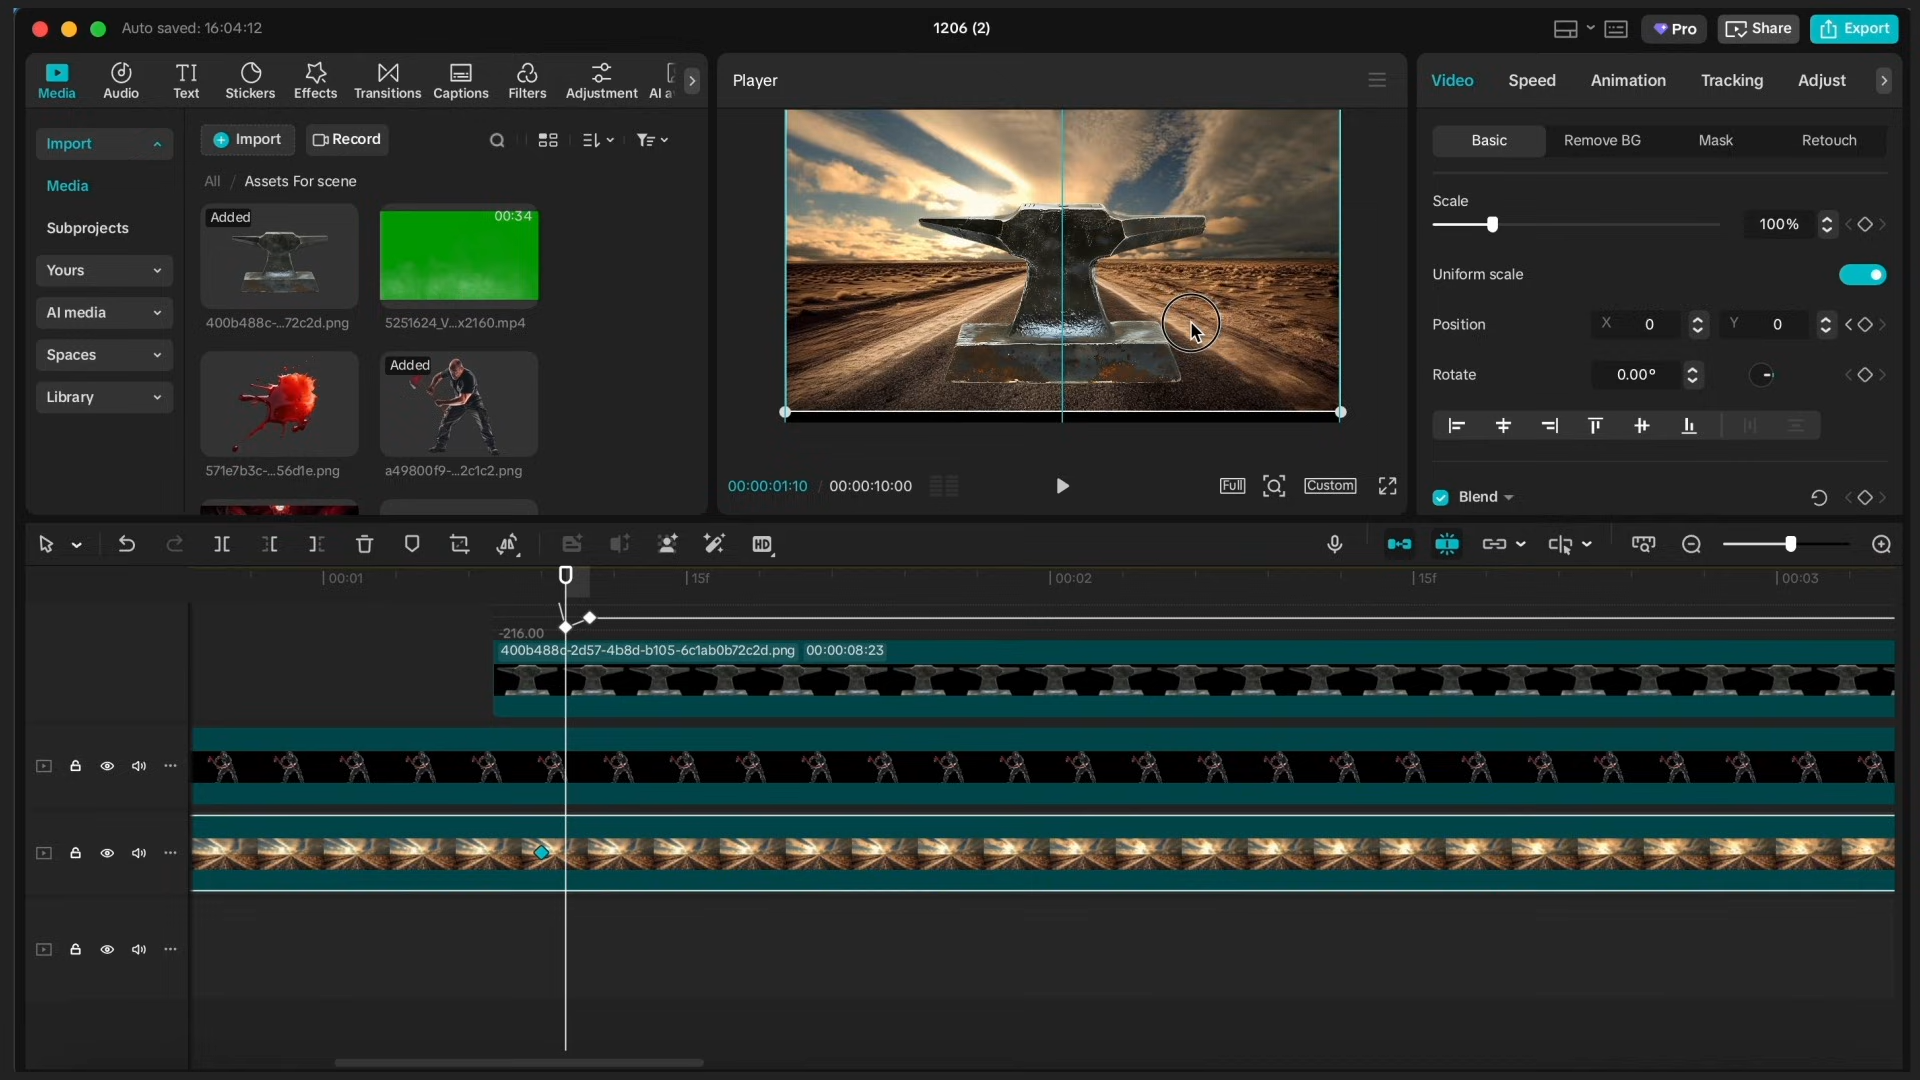 Auto saved: 16:04:12
1206 (2)
Pro
Share
Export
Media
Audio
Text
Stickers
Effects
Transitions
Captions
Filters
Adjustment
AI a
Player
Video
Speed
Animation
Tracking
Adjust
Import
Media
Subprojects
Yours
AI media
Spaces
Library
Import
Record
All / Assets For scene
Added
00:34
400b488c-...72c2d.png
5251624_V...x2160.mp4
Added
571e7b3c-...56d1e.png
a49800f9-...2c1c2.png
00:00:01:10 / 00:00:10:00
Full
Custom
Basic
Remove BG
Mask
Retouch
Scale
100%
Uniform scale
Position
X 0
Y 0
Rotate
0.00°
Blend
HD
00:01
15f
00:02
15f
00:03
-216.00
400b488c-2d57-4b8d-b105-6c1ab0b72c2d.png 00:00:08:23